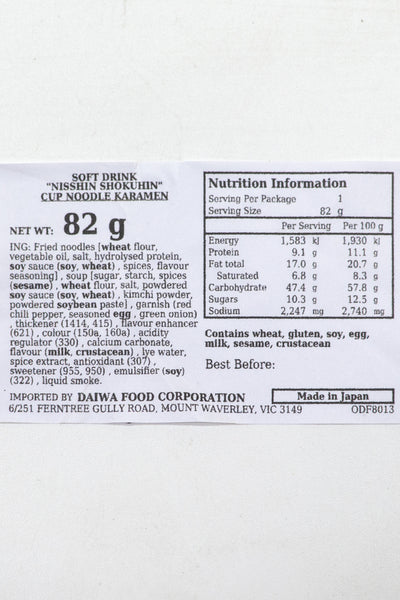 SOFT DRINK
"NISSHIN SHOKUHIN"
CUP NOODLE KARAMEN
NET WT: 82 g
ING: Fried noodles [wheat flour,
vegetable oil, salt, hydrolysed protein,
soy sauce (soy, wheat) , spices, flavour
seasoning] , soup [sugar, starch, spices
(sesame) , wheat flour, salt, powdered
soy sauce (soy, wheat) , kimchi powder,
powdered soybean paste] , garnish (red
chili pepper, seasoned egg , green onion)
, thickener (1414, 415) , flavour enhancer
(621) , colour (150a, 160a) , acidity
regulator (330) , calcium carbonate,
flavour (milk, crustacean) , lye water,
spice extract, antioxidant (307) ,
sweetener (955, 950) , emulsifier (soy)
(322) , liquid smoke.
Nutrition Information
Serving Per Package 1
Serving Size 82 g
Per Serving Per 100 g
Energy 1,583 kJ 1,930 kJ
Protein 9.1 g 11.1 g
Fat total 17.0 g 20.7 g
Saturated 6.8 g 8.3 g
Carbohydrate 47.4 g 57.8 g
Sugars 10.3 g 12.5 g
Sodium 2,247 mg 2,740 mg
Contains wheat, gluten, soy, egg,
milk, sesame, crustacean
Best Before:
IMPORTED BY DAIWA FOOD CORPORATION
6/251 FERNTREE GULLY ROAD, MOUNT WAVERLEY, VIC 3149
Made in Japan
ODF8013